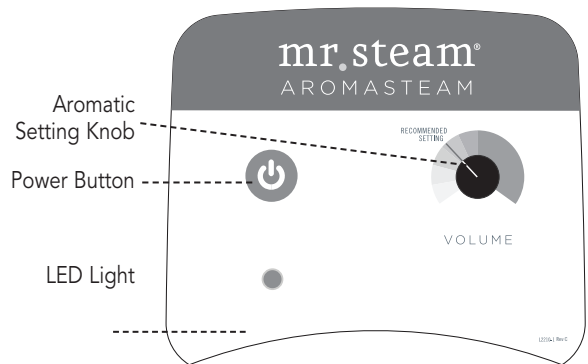 mr.steam®
AROMASTEAM
Aromatic
Setting Knob
RECOMMENDED
SETTING
Power Button
VOLUME
LED Light